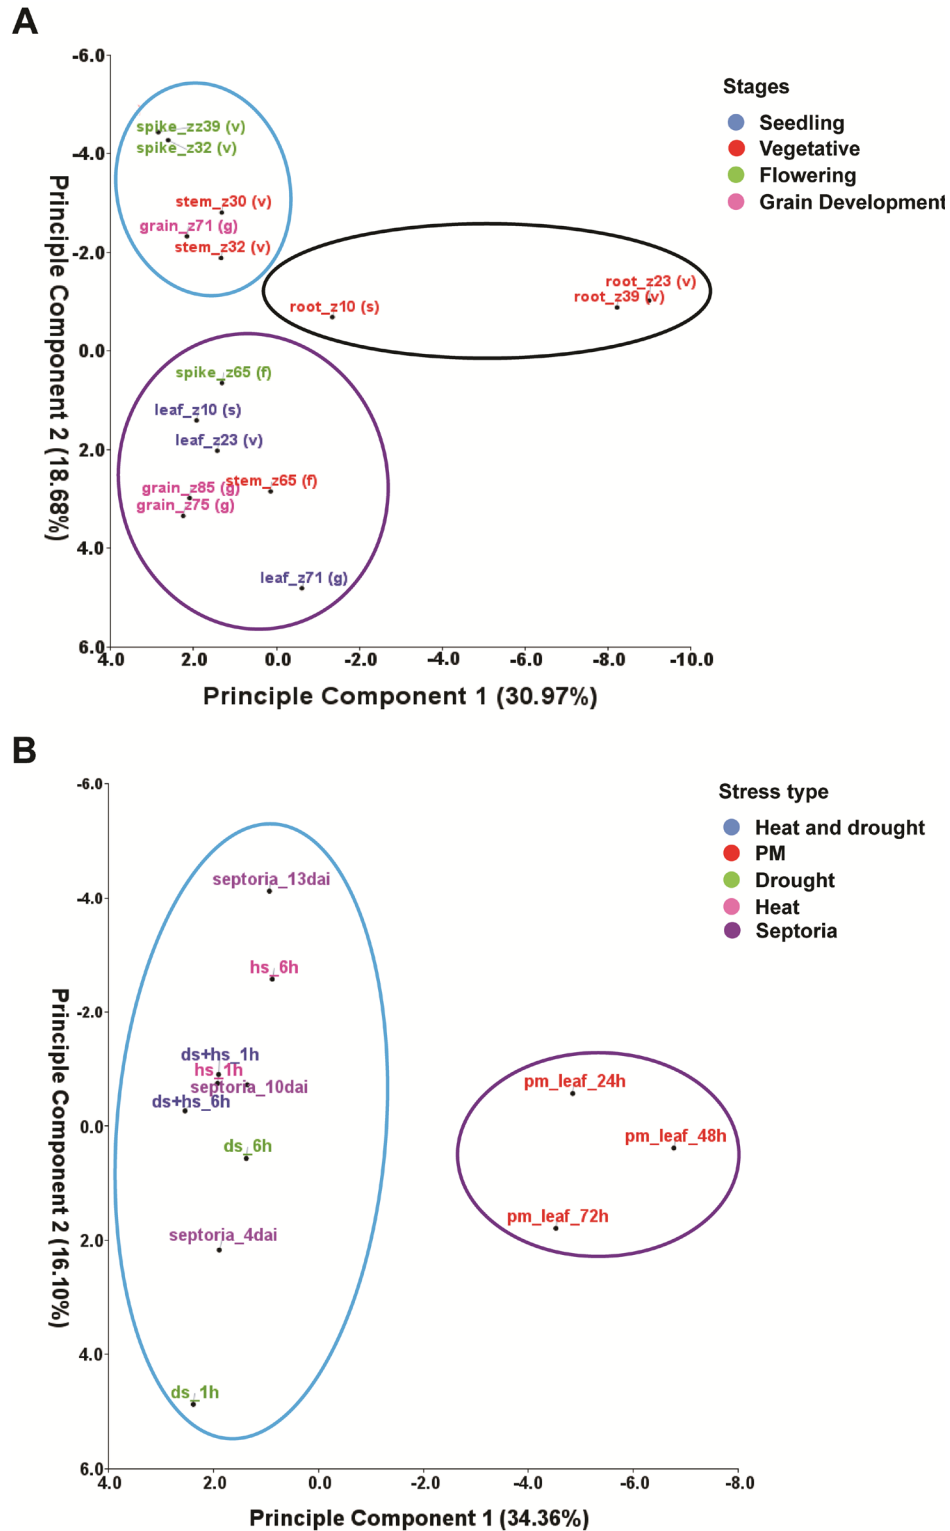 A
-6.0
Stages
Seedling
Vegetative
Flowering
Grain Development
spike_zz39 (v)
spike_z32 (v)
-4.0
stem_z30 (v)
grain_z71 (g)
stem_z32 (v)
-2.0
root_z23 (v)
root_z39 (v)
root_z10 (s)
0.0
spike_z65 (f)
leaf_z10 (s)
leaf_z23 (v)
2.0
stem_z65 (f)
grain_z85 (g)
grain_z75 (g)
4.0
leaf_z71 (g)
6.0
Principle Component 2 (18.68%)
4.0 2.0 0.0 -2.0 -4.0 -6.0 -8.0 -10.0
Principle Component 1 (30.97%)
B
-6.0
Stress type
Heat and drought
PM
Drought
Heat
Septoria
septoria_13dai
-4.0
hs_6h
-2.0
ds+hs_1h
hs_1h
septoria_10dai
ds+hs_6h
pm_leaf_24h
0.0
pm_leaf_48h
ds_6h
pm_leaf_72h
septoria_4dai
2.0
4.0
ds_1h
6.0
Principle Component 2 (16.10%)
4.0 2.0 0.0 -2.0 -4.0 -6.0 -8.0
Principle Component 1 (34.36%)